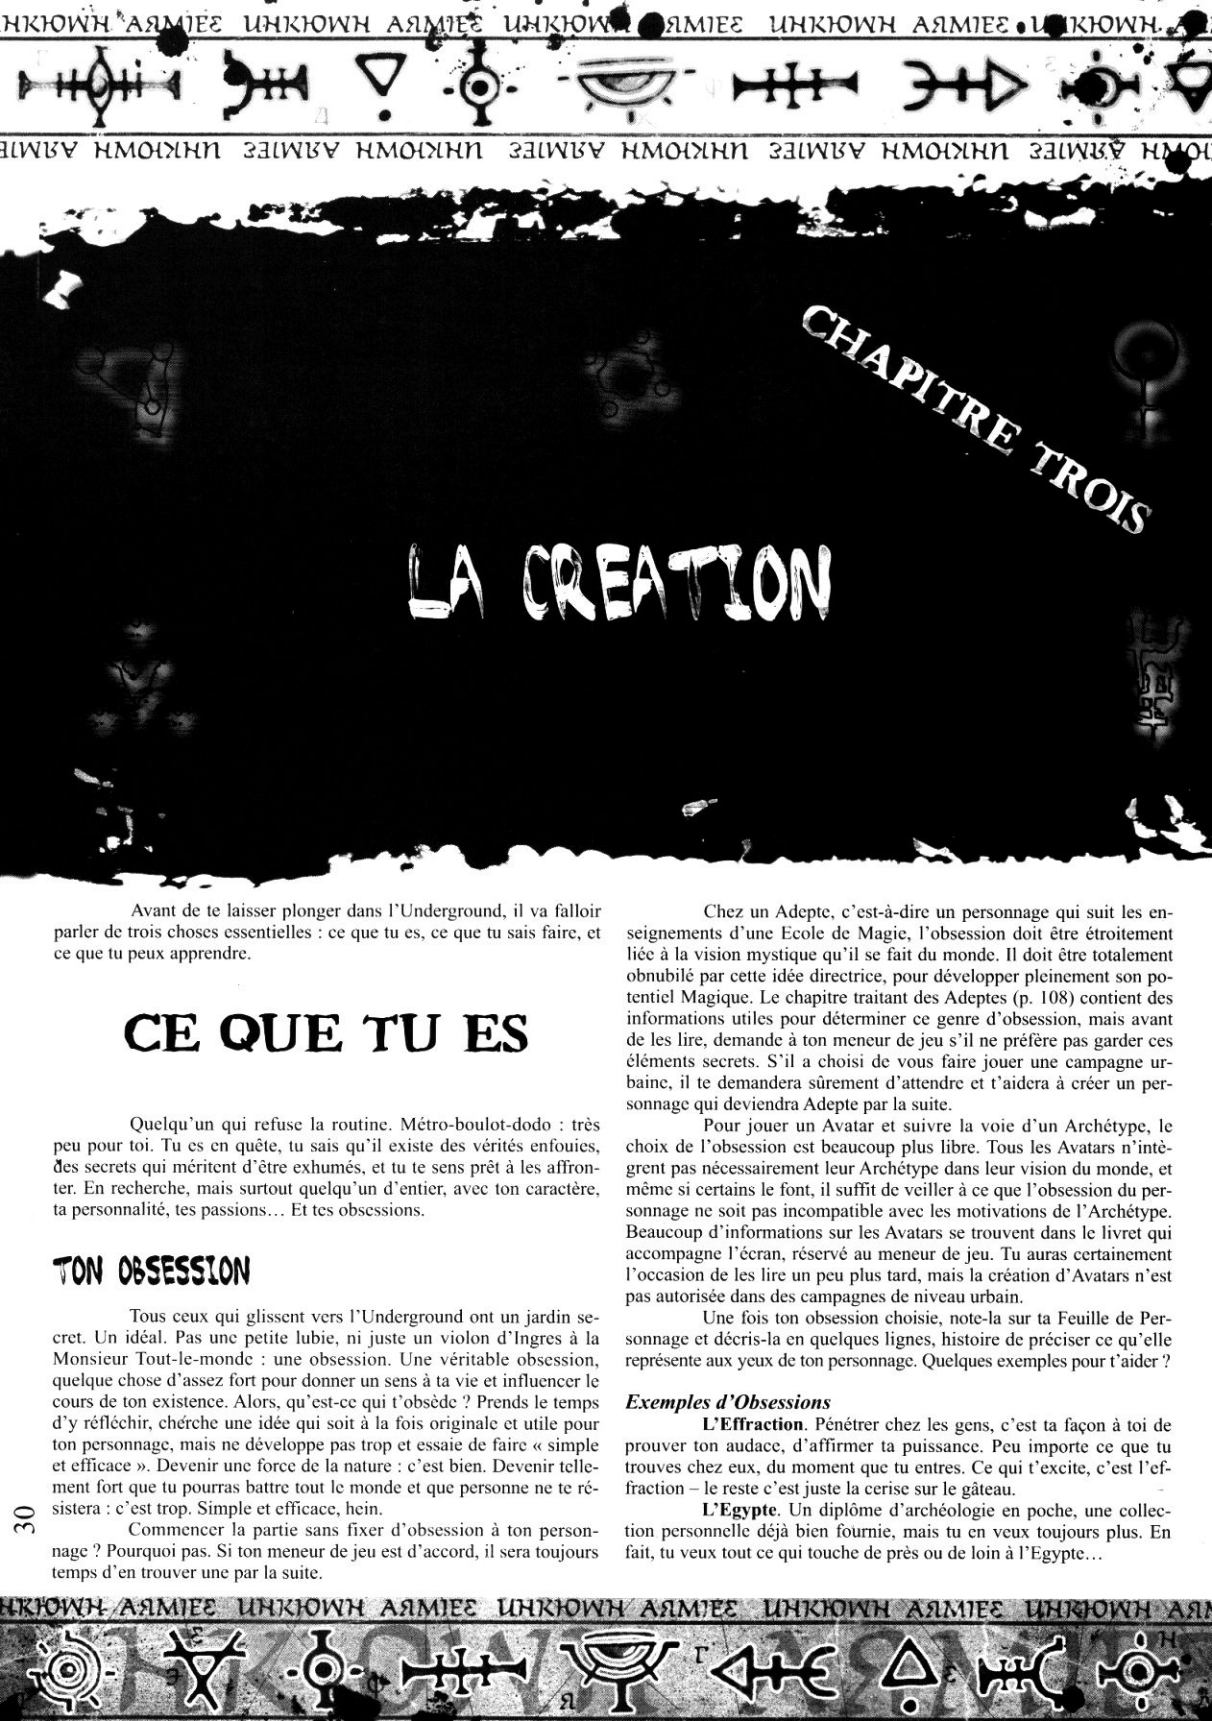 UNKNOWN ARMIES UNKNOWN ARMIES UNKNOWN ARMIES UNKNOWN ARMIES UNKNOWN
ARMIES UNKNOWN ARMIES UNKNOWN ARMIES UNKNOWN ARMIES UNKNOWN ARMIES
CHAPITRE TROIS
LA CREATION
Avant de te laisser plonger dans l'Underground, il va falloir
parler de trois choses essentielles : ce que tu es, ce que tu sais faire, et
ce que tu peux apprendre.
CE QUE TU ES
Quelqu'un qui refuse la routine. Métro-boulot-dodo : très
peu pour toi. Tu es en quête, tu sais qu'il existe des vérités enfouies,
des secrets qui méritent d'être exhumés, et tu te sens prêt à les affron-
ter. En recherche, mais surtout quelqu'un d'entier, avec ton caractère,
ta personnalité, tes passions… Et tes obsessions.
TON OBSESSION
Tous ceux qui glissent vers l'Underground ont un jardin se-
cret. Un idéal. Pas une petite lubie, ni juste un violon d'Ingres à la
Monsieur Tout-le-monde : une obsession. Une véritable obsession,
quelque chose d'assez fort pour donner un sens à ta vie et influencer le
cours de ton existence. Alors, qu'est-ce qui t'obsède ? Prends le temps
d'y réfléchir, cherche une idée qui soit à la fois originale et utile pour
ton personnage, mais ne développe pas trop et essaie de faire « simple
et efficace ». Devenir une force de la nature : c'est bien. Devenir telle-
ment fort que tu pourras battre tout le monde et que personne ne te ré-
sistera : c'est trop. Simple et efficace, hein.
Commencer la partie sans fixer d'obsession à ton person-
nage ? Pourquoi pas. Si ton meneur de jeu est d'accord, il sera toujours
temps d'en trouver une par la suite.
Chez un Adepte, c'est-à-dire un personnage qui suit les en-
seignements d'une Ecole de Magie, l'obsession doit être étroitement
liée à la vision mystique qu'il se fait du monde. Il doit être totalement
obnubilé par cette idée directrice, pour développer pleinement son po-
tentiel Magique. Le chapitre traitant des Adeptes (p. 108) contient des
informations utiles pour déterminer ce genre d'obsession, mais avant
de les lire, demande à ton meneur de jeu s'il ne préfère pas garder ces
éléments secrets. S'il a choisi de vous faire jouer une campagne ur-
baine, il te demandera sûrement d'attendre et t'aidera à créer un per-
sonnage qui deviendra Adepte par la suite.
Pour jouer un Avatar et suivre la voie d'un Archétype, le
choix de l'obsession est beaucoup plus libre. Tous les Avatars n'intè-
grent pas nécessairement leur Archétype dans leur vision du monde, et
même si certains le font, il suffit de veiller à ce que l'obsession du per-
sonnage ne soit pas incompatible avec les motivations de l'Archétype.
Beaucoup d'informations sur les Avatars se trouvent dans le livret qui
accompagne l'écran, réservé au meneur de jeu. Tu auras certainement
l'occasion de les lire un peu plus tard, mais la création d'Avatars n'est
pas autorisée dans des campagnes de niveau urbain.
Une fois ton obsession choisie, note-la sur ta Feuille de Per-
sonnage et décris-la en quelques lignes, histoire de préciser ce qu'elle
représente aux yeux de ton personnage. Quelques exemples pour t'aider ?
Exemples d'Obsessions
L'Effraction. Pénétrer chez les gens, c'est ta façon à toi de
prouver ton audace, d'affirmer ta puissance. Peu importe ce que tu
trouves chez eux, du moment que tu entres. Ce qui t'excite, c'est l'ef-
fraction – le reste c'est juste la cerise sur le gâteau.
L'Egypte. Un diplôme d'archéologie en poche, une collec-
tion personnelle déjà bien fournie, mais tu en veux toujours plus. En
fait, tu veux tout ce qui touche de près ou de loin à l'Egypte…
30
UNKNOWN ARMIES UNKNOWN ARMIES UNKNOWN ARMIES UNKNOWN ARMIES UNKNOWN ARM